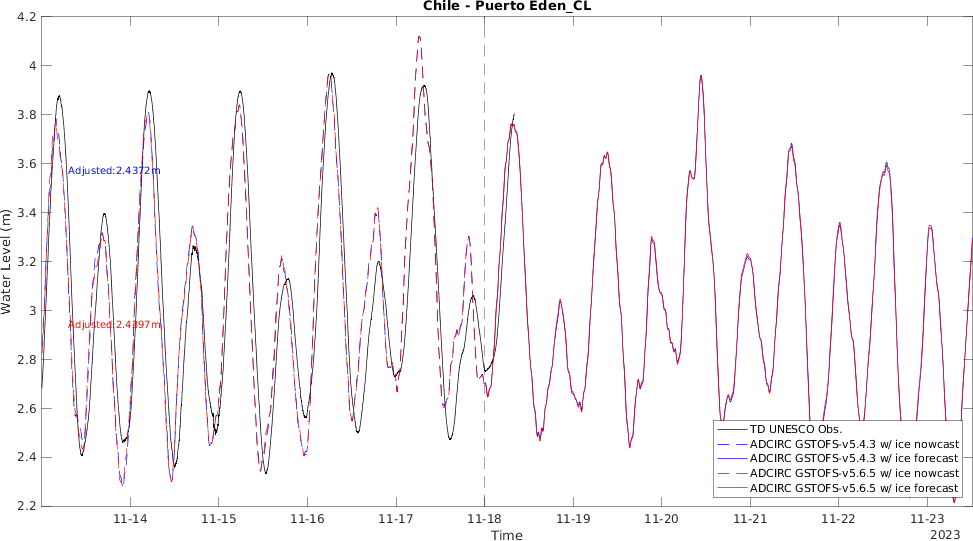 Chile - Puerto Eden_CL
4.2
4
3.8
3.6
3.4
3.2
3
2.8
2.6
2.4
2.2
Water Level (m)
Adjusted:2.4372m
Adjusted:2.4397m
TD UNESCO Obs.
ADCIRC GSTOFS-v5.4.3 w/ ice nowcast
ADCIRC GSTOFS-v5.4.3 w/ ice forecast
ADCIRC GSTOFS-v5.6.5 w/ ice nowcast
ADCIRC GSTOFS-v5.6.5 w/ ice forecast
11-14 11-15 11-16 11-17 11-18 11-19 11-20 11-21 11-22 11-23
Time
2023